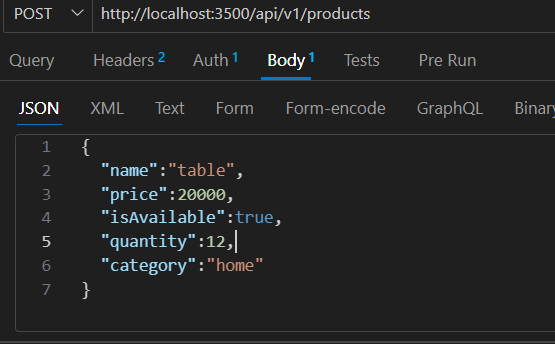 POST http://localhost:3500/api/v1/products
Query Headers 2 Auth 1 Body 1 Tests Pre Run
JSON XML Text Form Form-encode GraphQL Binar
1 {
2 "name":"table",
3 "price":20000,
4 "isAvailable":true,
5 "quantity":12,
6 "category":"home"
7 }